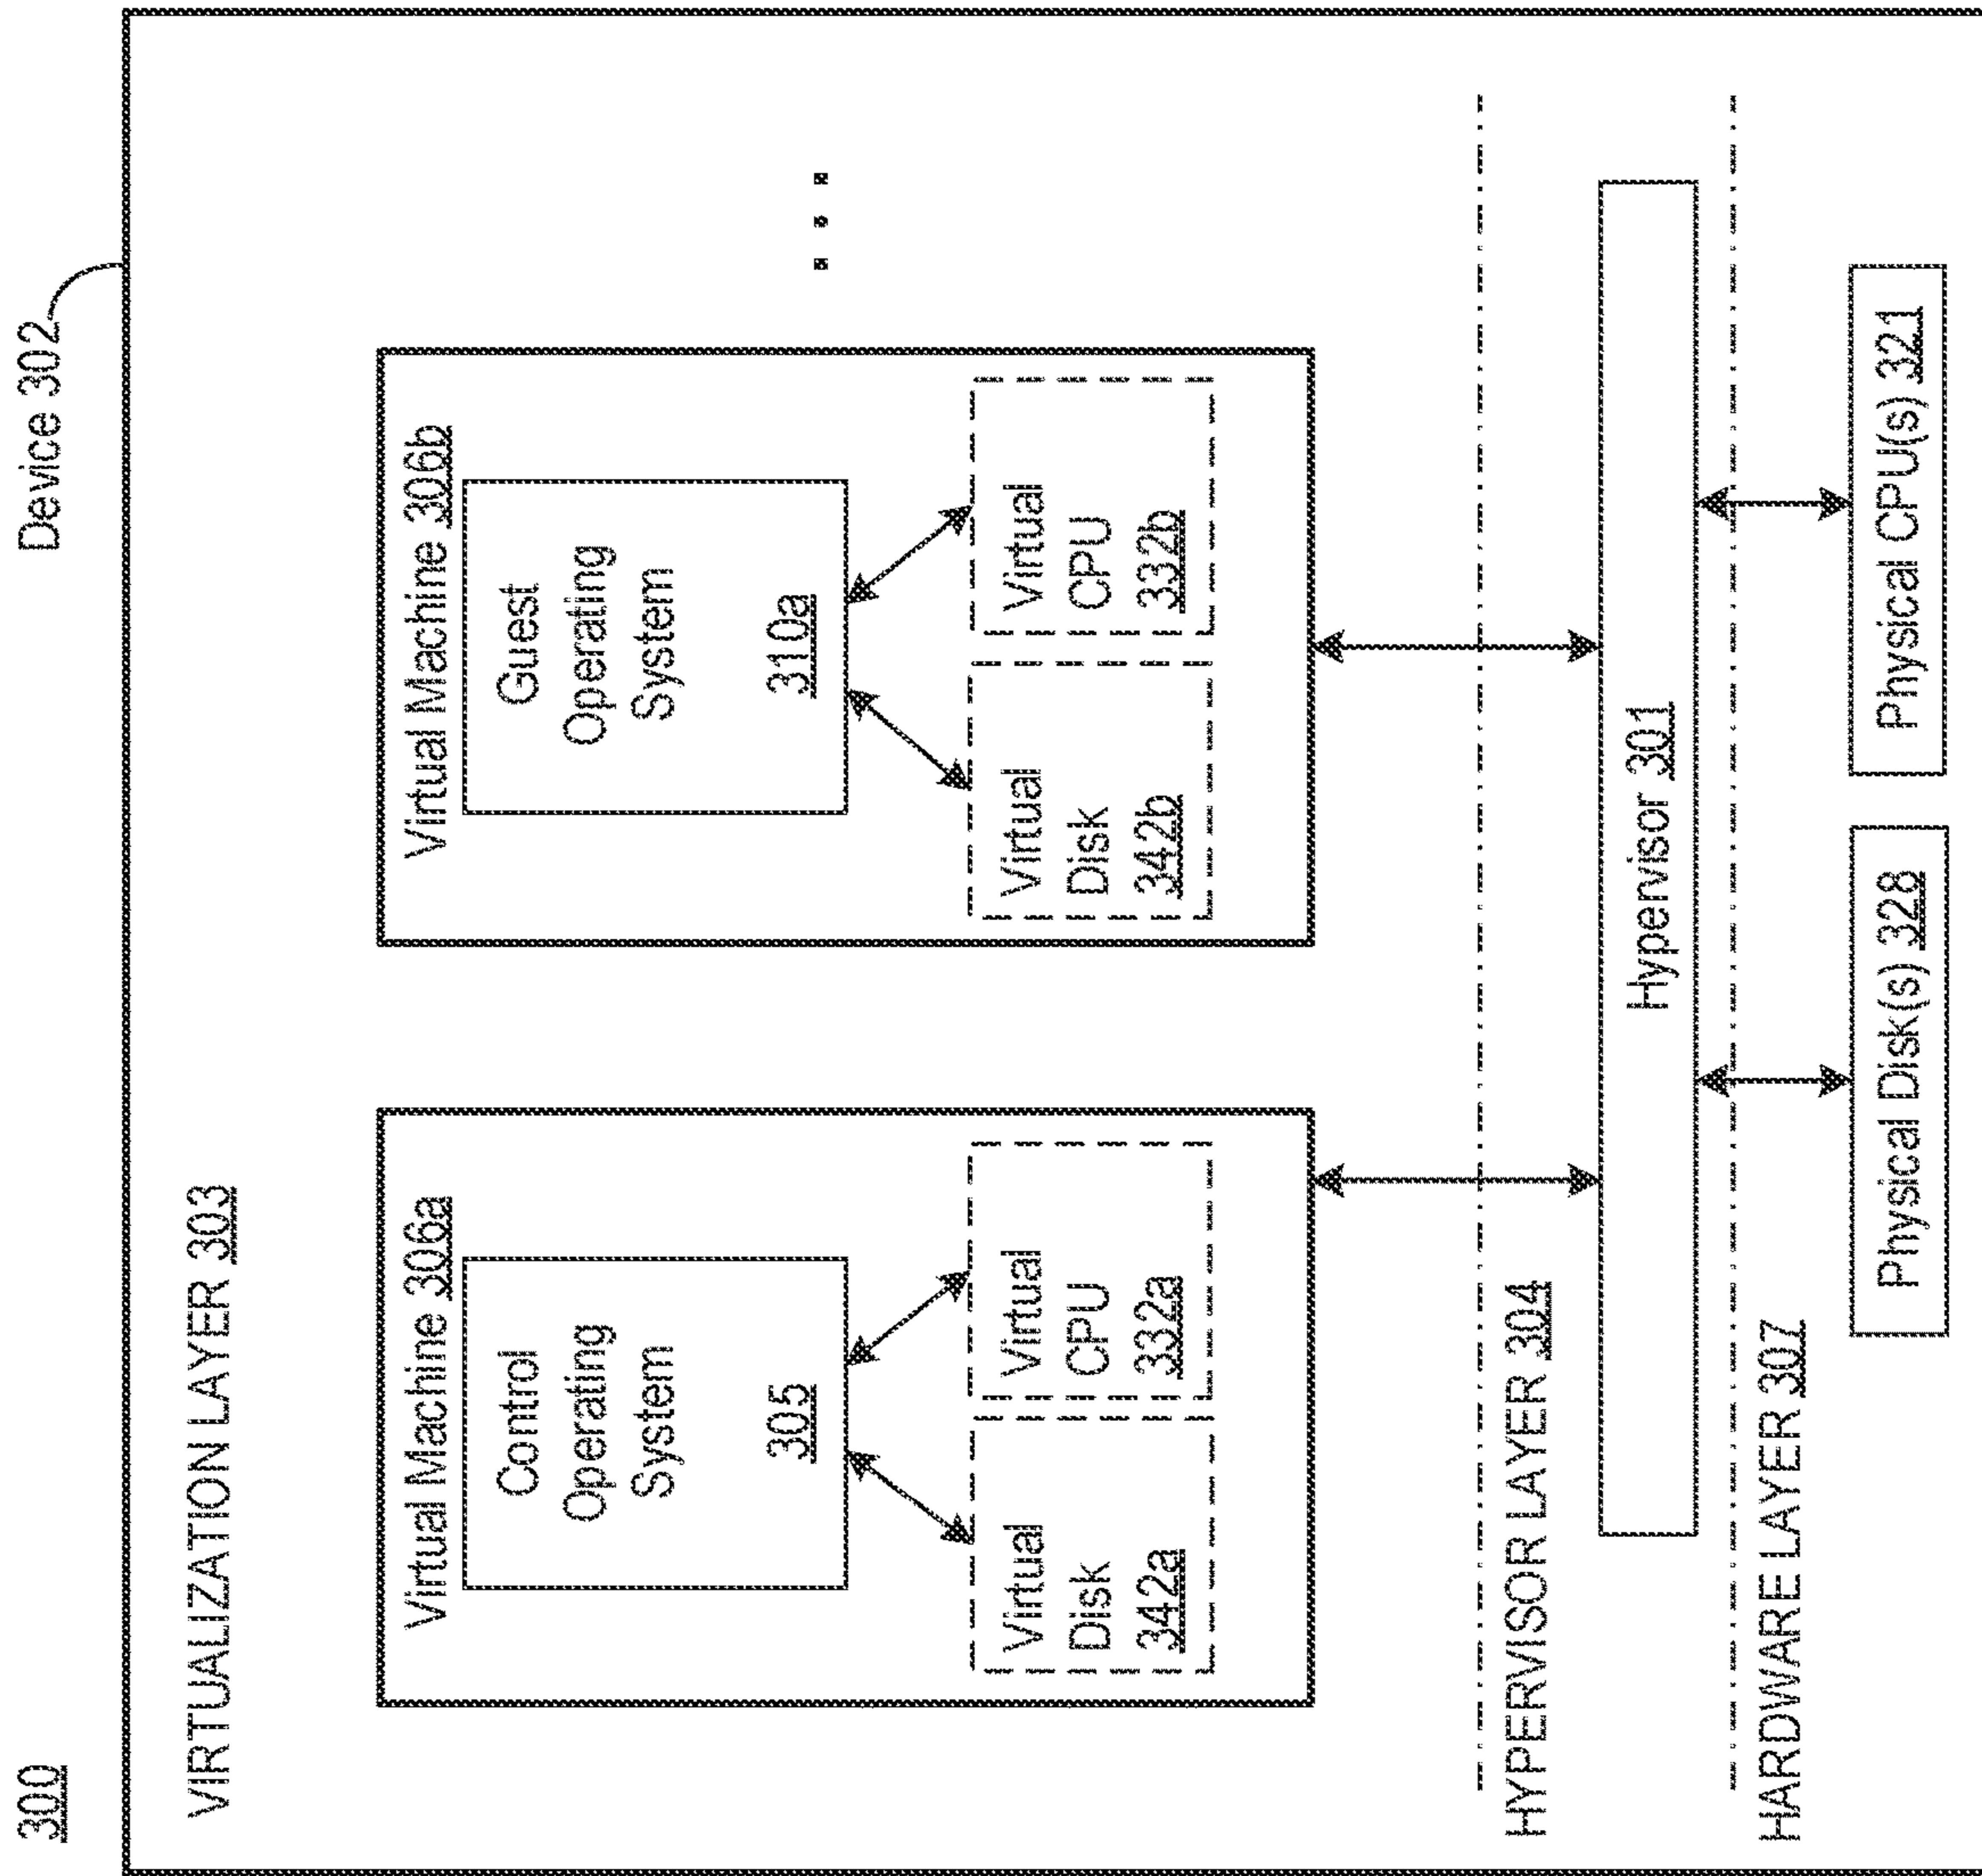 300
Device 302
VIRTUALIZATION LAYER 303
Virtual Machine 306a
Control
Operating
System
305
Virtual
Disk
342a
Virtual
CPU
332a
Virtual Machine 306b
Guest
Operating
System
310a
Virtual
Disk
342b
Virtual
CPU
332b
HYPERVISOR LAYER 304
Hypervisor 301
HARDWARE LAYER 307
Physical Disk(s) 328
Physical CPU(s) 321